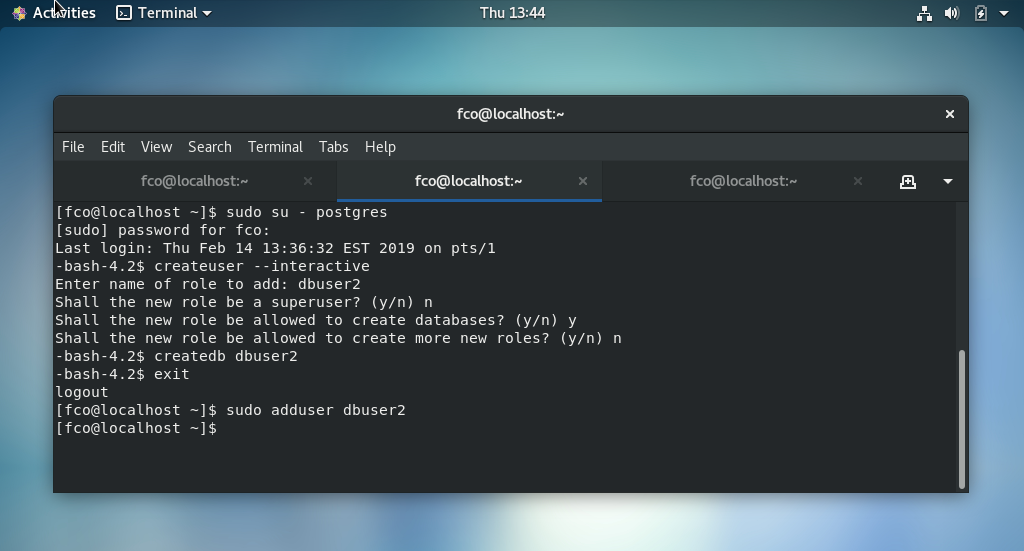 Activities Terminal Thu 13:44
fco@localhost:~
File Edit View Search Terminal Tabs Help
fco@localhost:~ fco@localhost:~ fco@localhost:~
[fco@localhost ~]$ sudo su - postgres
[sudo] password for fco:
Last login: Thu Feb 14 13:36:32 EST 2019 on pts/1
-bash-4.2$ createuser --interactive
Enter name of role to add: dbuser2
Shall the new role be a superuser? (y/n) n
Shall the new role be allowed to create databases? (y/n) y
Shall the new role be allowed to create more new roles? (y/n) n
-bash-4.2$ createdb dbuser2
-bash-4.2$ exit
logout
[fco@localhost ~]$ sudo adduser dbuser2
[fco@localhost ~]$